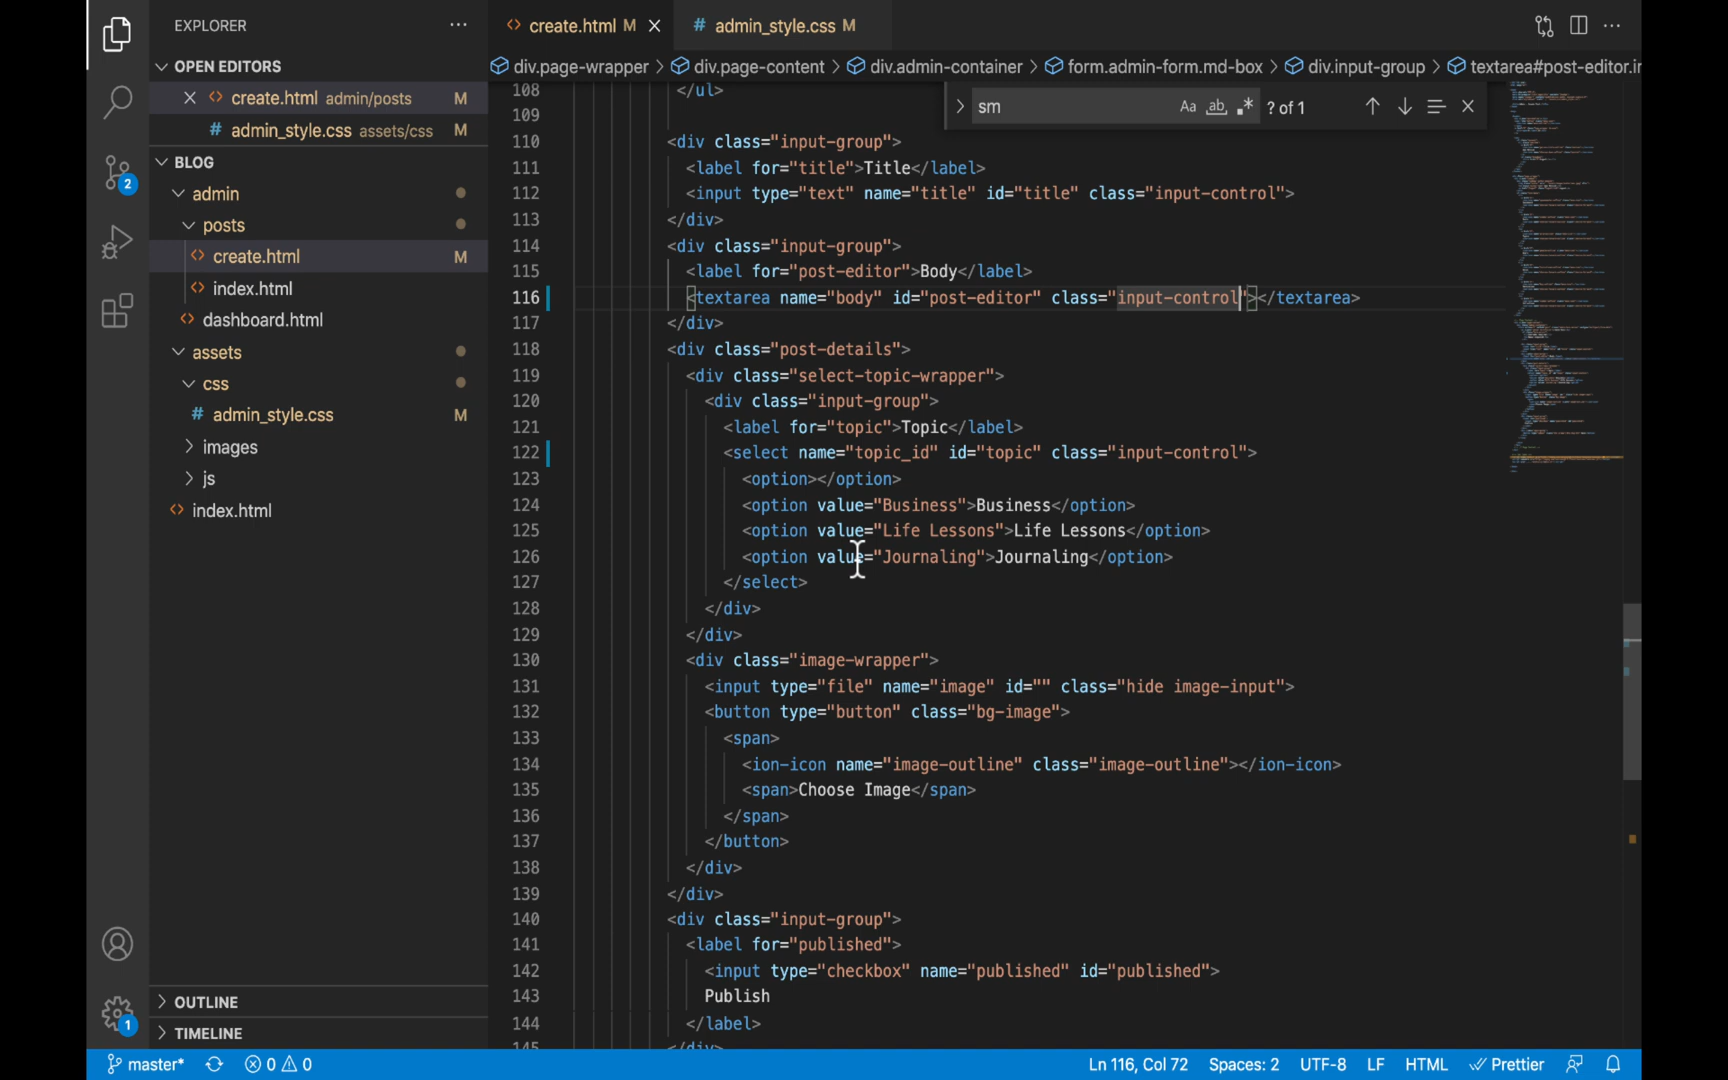 EXPLORER
create.html M
# admin_style.css M
OPEN EDITORS
div.page-wrapper > div.page-content > div.admin-container > form.admin-form.md-box > div.input-group > textarea#post-editor.ir
create.html admin/posts M
# admin_style.css assets/css M
sm Aa ab ? of 1
BLOG
admin
posts
create.html M
index.html
dashboard.html
assets
css
# admin_style.css M
images
js
index.html
OUTLINE
TIMELINE
108 </ul>
109
110 <div class="input-group">
111 <label for="title">Title</label>
112 <input type="text" name="title" id="title" class="input-control">
113 </div>
114 <div class="input-group">
115 <label for="post-editor">Body</label>
116 <textarea name="body" id="post-editor" class="input-control"></textarea>
117 </div>
118 <div class="post-details">
119 <div class="select-topic-wrapper">
120 <div class="input-group">
121 <label for="topic">Topic</label>
122 <select name="topic_id" id="topic" class="input-control">
123 <option></option>
124 <option value="Business">Business</option>
125 <option value="Life Lessons">Life Lessons</option>
126 <option value="Journaling">Journaling</option>
127 </select>
128 </div>
129 </div>
130 <div class="image-wrapper">
131 <input type="file" name="image" id="" class="hide image-input">
132 <button type="button" class="bg-image">
133 <span>
134 <ion-icon name="image-outline" class="image-outline"></ion-icon>
135 <span>Choose Image</span>
136 </span>
137 </button>
138 </div>
139 </div>
140 <div class="input-group">
141 <label for="published">
142 <input type="checkbox" name="published" id="published">
143 Publish
144 </label>
145 </div>
2
1
master* 0 0 Ln 116, Col 72 Spaces: 2 UTF-8 LF HTML Prettier